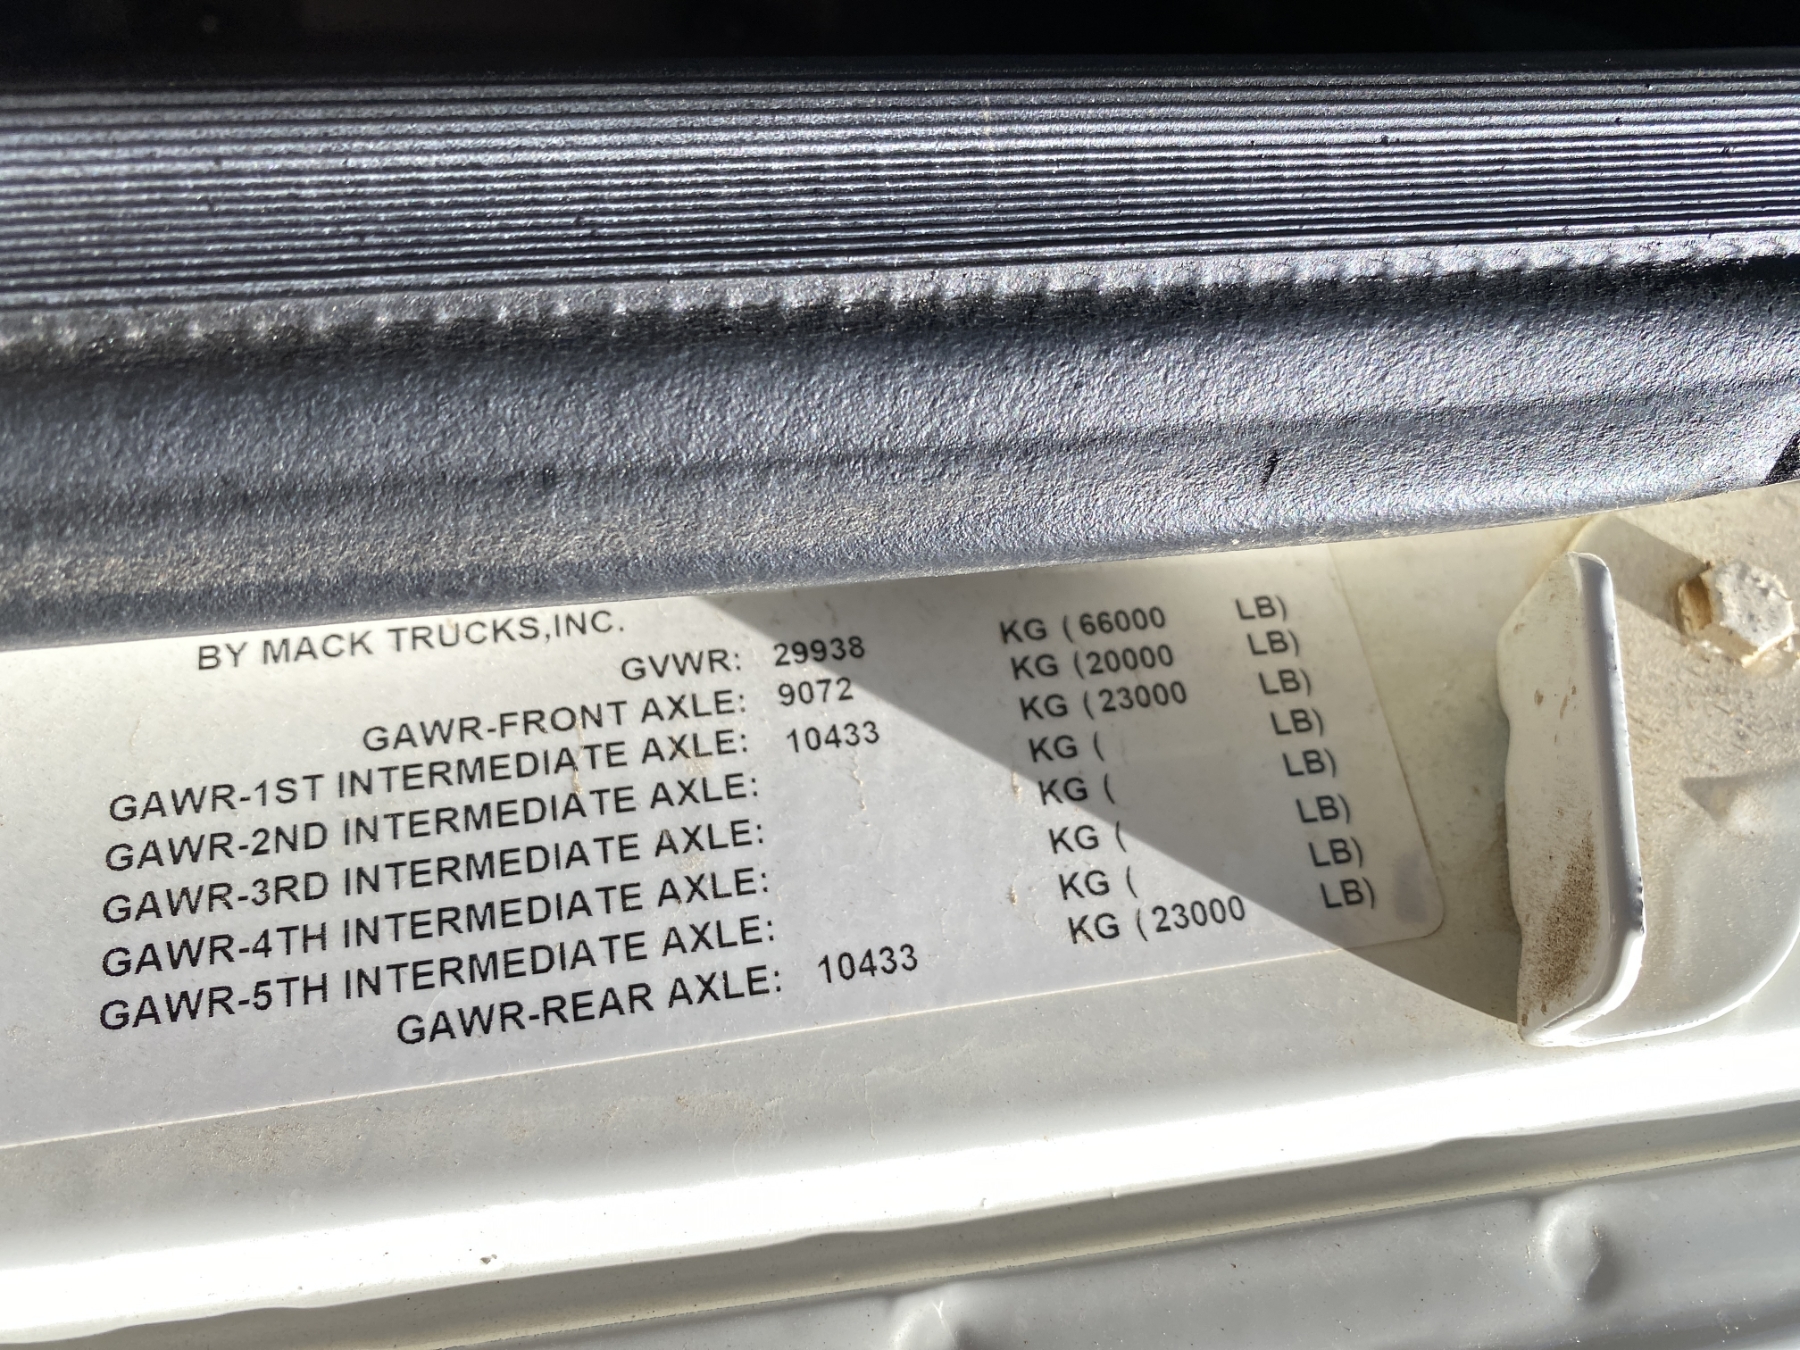 BY MACK TRUCKS,INC.
GVWR: 29938 KG (66000 LB)
GAWR-FRONT AXLE: 9072 KG (20000 LB)
GAWR-1ST INTERMEDIATE AXLE: 10433 KG (23000 LB)
GAWR-2ND INTERMEDIATE AXLE: KG ( LB)
GAWR-3RD INTERMEDIATE AXLE: KG ( LB)
GAWR-4TH INTERMEDIATE AXLE: KG ( LB)
GAWR-5TH INTERMEDIATE AXLE: KG ( LB)
GAWR-REAR AXLE: 10433 KG (23000 LB)